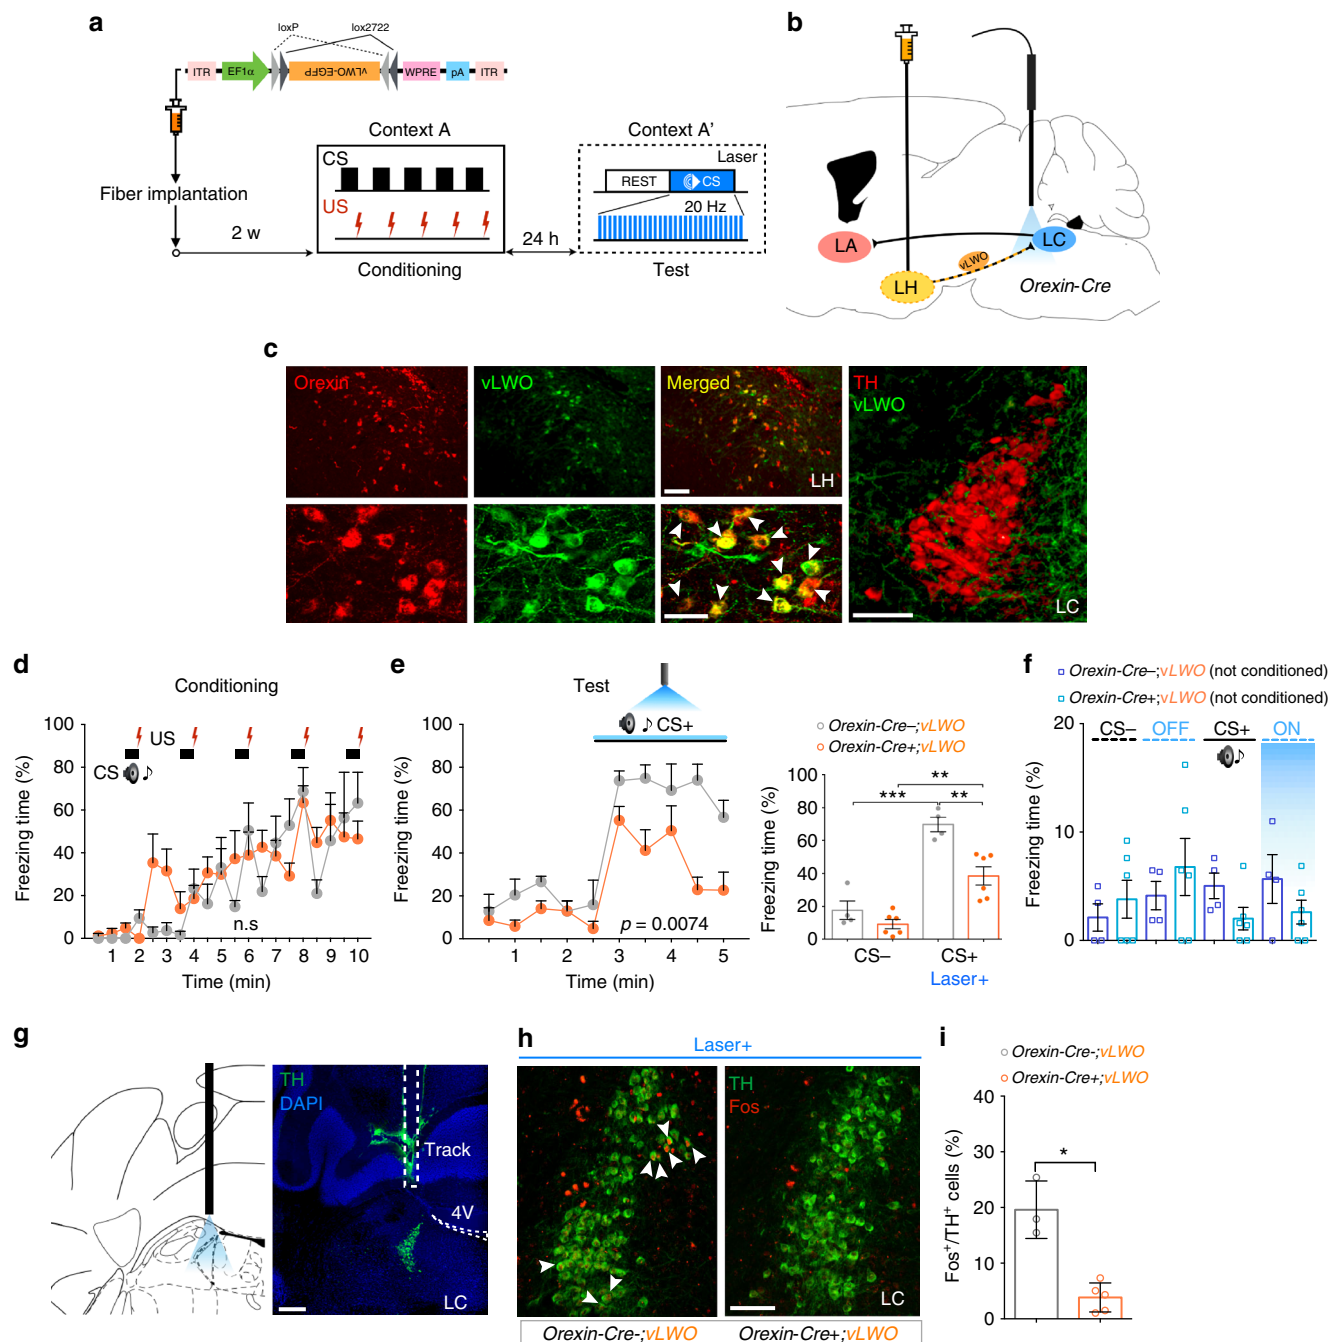 a
loxP
lox2722
ITR
EF1α
vLWO-EGFP
WPRE
pA
ITR
Fiber implantation
2 w
Context A
CS
US
Conditioning
24 h
Context A'
Laser
REST
CS
20 Hz
Test
b
LA
LC
vLWO
LH
Orexin-Cre
c
Orexin
vLWO
Merged
LH
TH
vLWO
LC
d
Conditioning
US
CS
Freezing time (%)
100
80
60
40
20
0
n.s
1 2 3 4 5 6 7 8 9 10
Time (min)
e
Test
CS+
Freezing time (%)
100
80
60
40
20
0
p = 0.0074
1 2 3 4 5
Time (min)
Orexin-Cre–;vLWO
Orexin-Cre+;vLWO
Freezing time (%)
100
80
60
40
20
0
**
*** **
CS– CS+
Laser+
f
Orexin-Cre–;vLWO (not conditioned)
Orexin-Cre+;vLWO (not conditioned)
Freezing time (%)
20
10
0
CS– OFF CS+ ON
g
TH
DAPI
Track
4V
LC
h
Laser+
TH
Fos
LC
Orexin-Cre-;vLWO
Orexin-Cre+;vLWO
i
Orexin-Cre-;vLWO
Orexin-Cre+;vLWO
Fos+/TH+ cells (%)
40
30
20
10
0
*